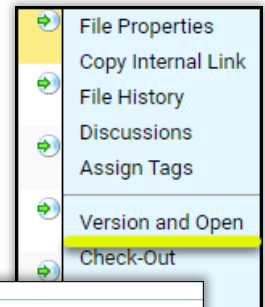 File Properties
Copy Internal Link
File History
Discussions
Assign Tags
Version and Open
Check-Out